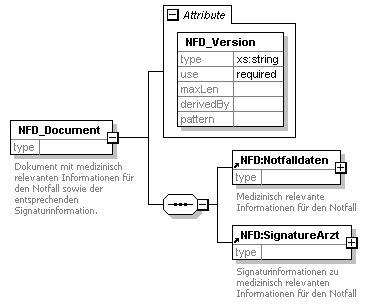 Attribute
NFD_Version
type xs:string
use required
maxLen
derivedBy
pattern
NFD_Document
type
Dokument mit medizinisch
relevanten Informationen für
den Notfall sowie der
entsprechenden
Signaturinformation.
NFD:Notfalldaten
type
Medizinisch relevante
Informationen für den Notfall
NFD:SignatureArzt
type
Signaturinformationen zu
medizinisch relevanten
Informationen für den Notfall